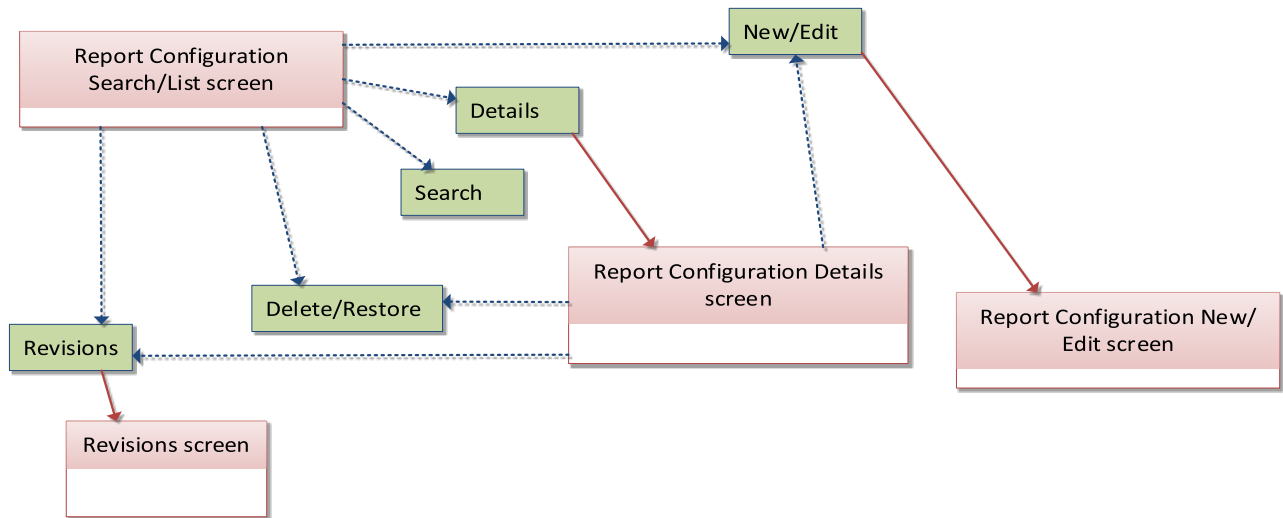 Report Configuration
Search/List screen
New/Edit
Details
Search
Report Configuration Details
screen
Delete/Restore
Report Configuration New/
Edit screen
Revisions
Revisions screen